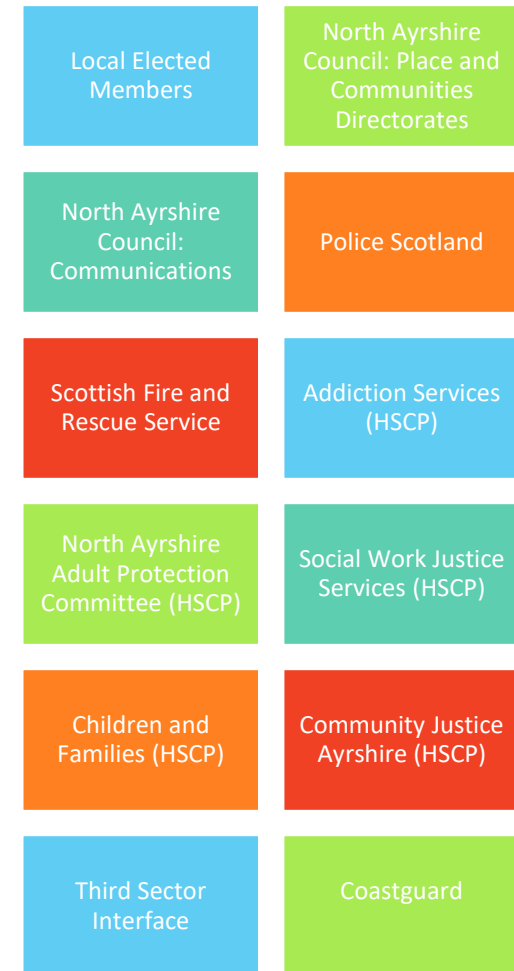 Local Elected
Members
North Ayrshire
Council: Place and
Communities
Directorates
North Ayrshire
Council:
Communications
Police Scotland
Scottish Fire and
Rescue Service
Addiction Services
(HSCP)
North Ayrshire
Adult Protection
Committee (HSCP)
Social Work Justice
Services (HSCP)
Children and
Families (HSCP)
Community Justice
Ayrshire (HSCP)
Third Sector
Interface
Coastguard